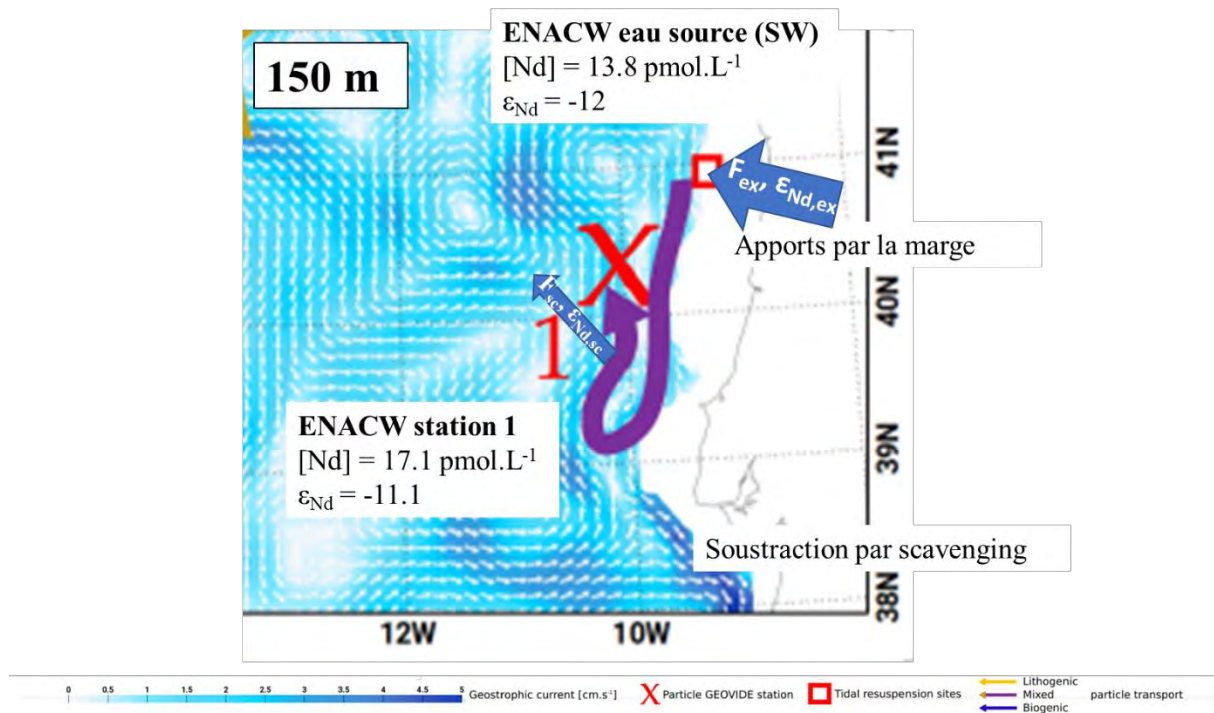 150 m
ENACW eau source (SW)
[Nd] = 13.8 pmol.L⁻¹
εNd = -12
Fex, εNd,ex
Apports par la marge
Fsc, εNd,sc
1
ENACW station 1
[Nd] = 17.1 pmol.L⁻¹
εNd = -11.1
Soustraction par scavenging
41N
40N
39N
38N
12W
10W
0 0.5 1 1.5 2 2.5 3 3.5 4 4.5 5
Geostrophic current [cm.s⁻¹]
X Particle GEOVIDE station
Tidal resuspension sites
Lithogenic
Mixed
Biogenic
particle transport